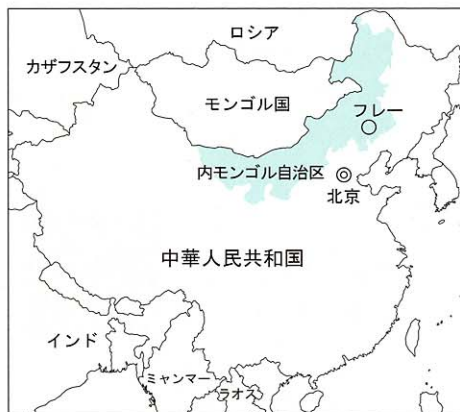 ロシア
カザフスタン
モンゴル国
フレー
内モンゴル自治区
北京
中華人民共和国
インド
ミャンマー
ラオス